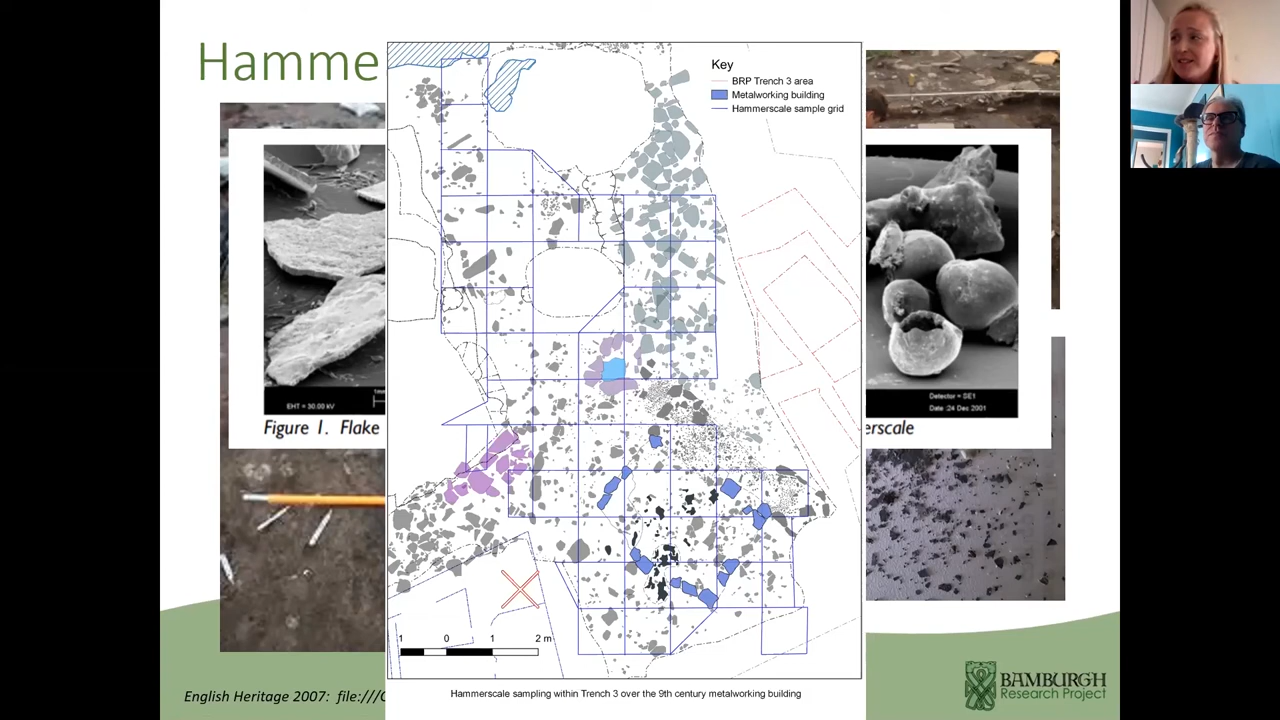 Hamme
Key
BRP Trench 3 area
Metalworking building
Hammerscale sample grid
EHT = 30.00 kV
1mm
Detector = SE1
Date :24 Dec 2001
Figure 1. Flake
erscale
1 0 1 2 m
English Heritage 2007: file:///C
Hammerscale sampling within Trench 3 over the 9th century metalworking building
BAMBURGH
Research Project